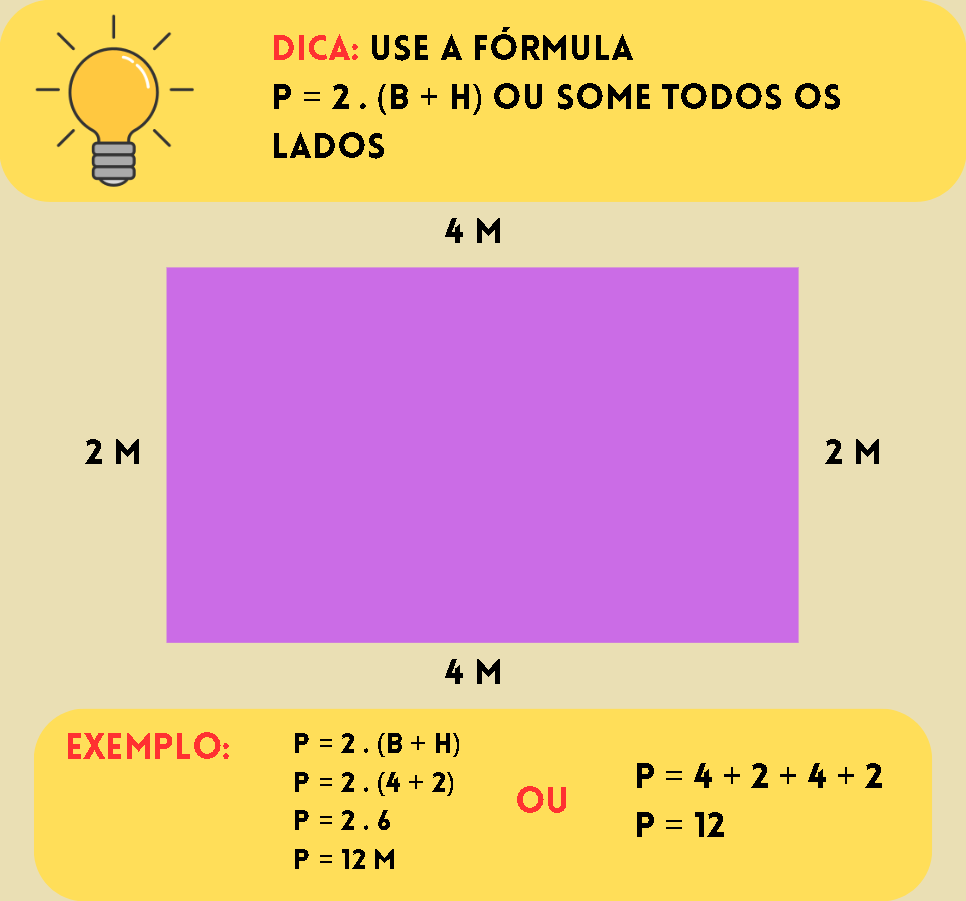 DICA: USE A FÓRMULA
P = 2 . (B + H) OU SOME TODOS OS
LADOS
4 M
2 M
2 M
4 M
EXEMPLO:
P = 2 . (B + H)
P = 2 . (4 + 2)
P = 2 . 6
P = 12 M
OU
P = 4 + 2 + 4 + 2
P = 12